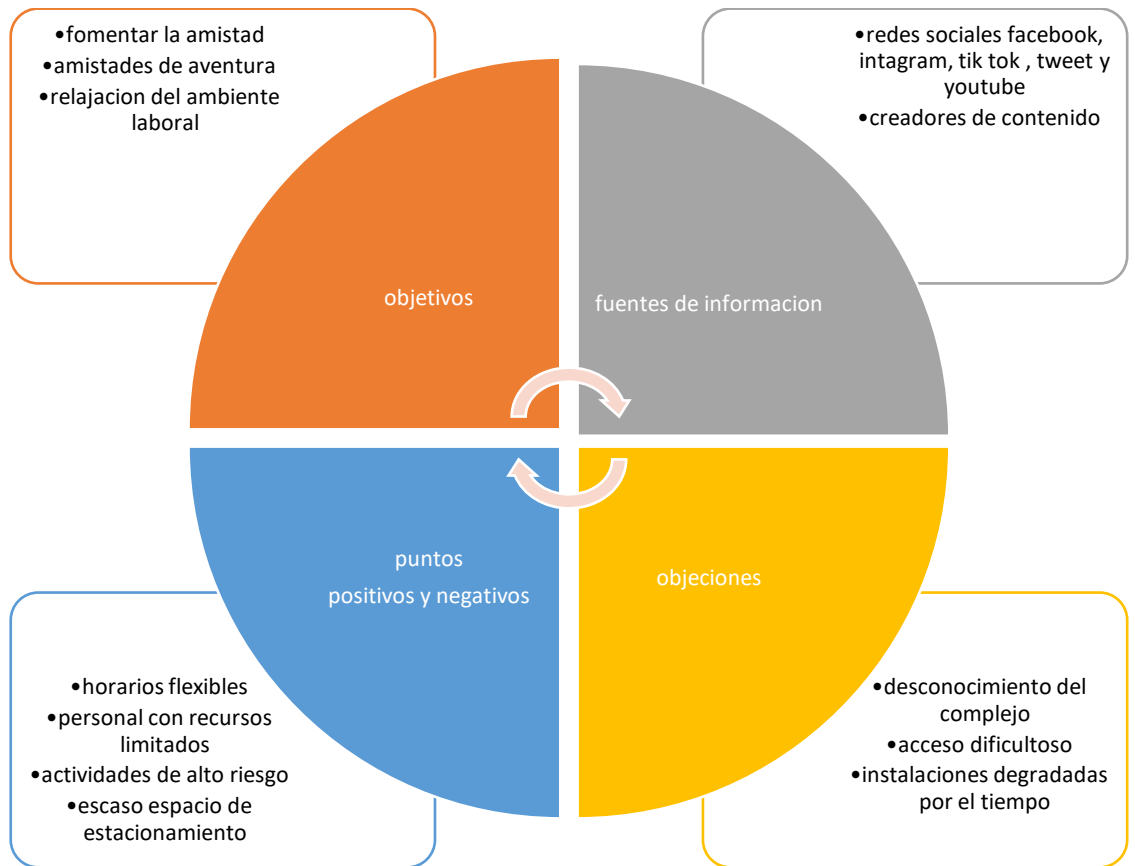 •fomentar la amistad
•amistades de aventura
•relajacion del ambiente
laboral
•redes sociales facebook,
intagram, tik tok , tweet y
youtube
•creadores de contenido
objetivos
fuentes de informacion
puntos
positivos y negativos
objeciones
•horarios flexibles
•personal con recursos
limitados
•actividades de alto riesgo
•escaso espacio de
estacionamiento
•desconocimiento del
complejo
•acceso dificultoso
•instalaciones degradadas
por el tiempo